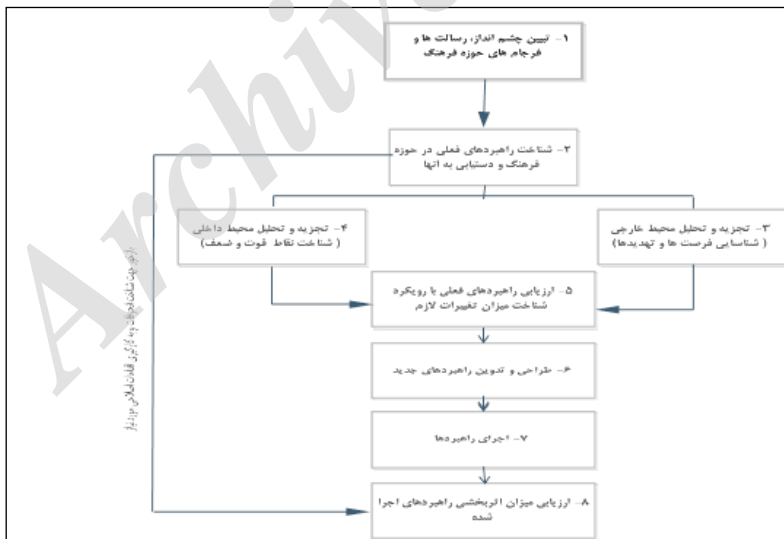 Archive
۱- تبیین چشم انداز، رسالت ها و
فرجام های حوزه فرهنگ
۲- شناخت راهبردهای فعلی در حوزه
فرهنگ و دستیابی به آنها
۳- تجزیه و تحلیل محیط خارجی
( شناسایی فرصت ها و تهدیدها)
۴- تجزیه و تحلیل محیط داخلی
( شناخت نقاط قوت و ضعف)
۵- ارزیابی راهبردهای فعلی با رویکرد
شناخت میزان تغییرات لازم
۶- طراحی و تدوین راهبردهای جدید
۷- اجرای راهبردها
۸- ارزیابی میزان اثربخشی راهبردهای اجرا
شده